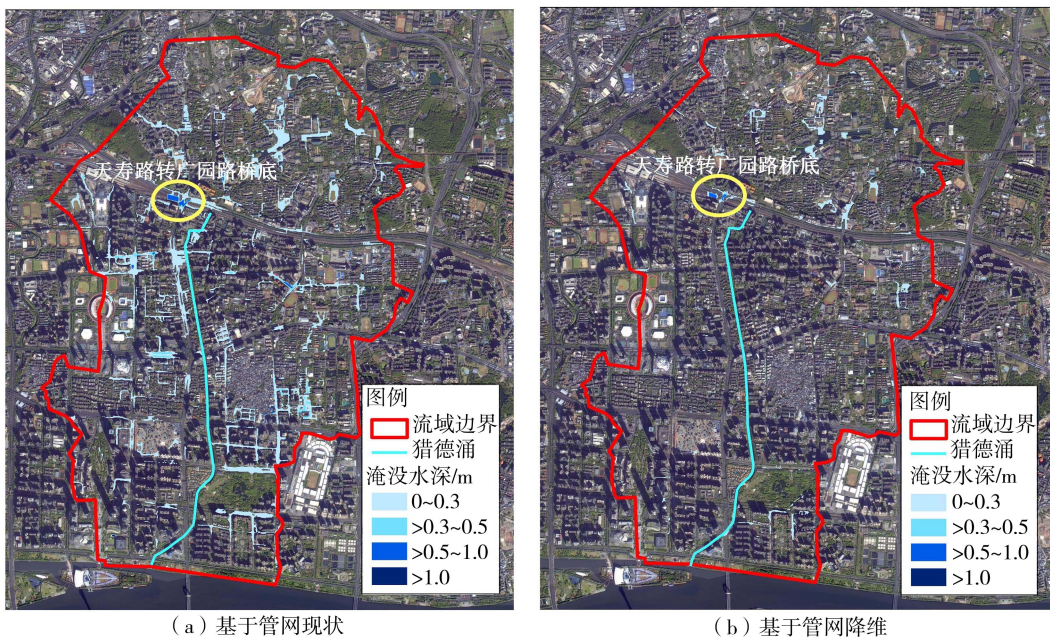 天寿路转广园路桥底
图例
流域边界
猎德涌
淹没水深/m
0~0.3
>0.3~0.5
>0.5~1.0
>1.0
(a)基于管网现状
天寿路转广园路桥底
图例
流域边界
猎德涌
淹没水深/m
0~0.3
>0.3~0.5
>0.5~1.0
>1.0
(b)基于管网降维